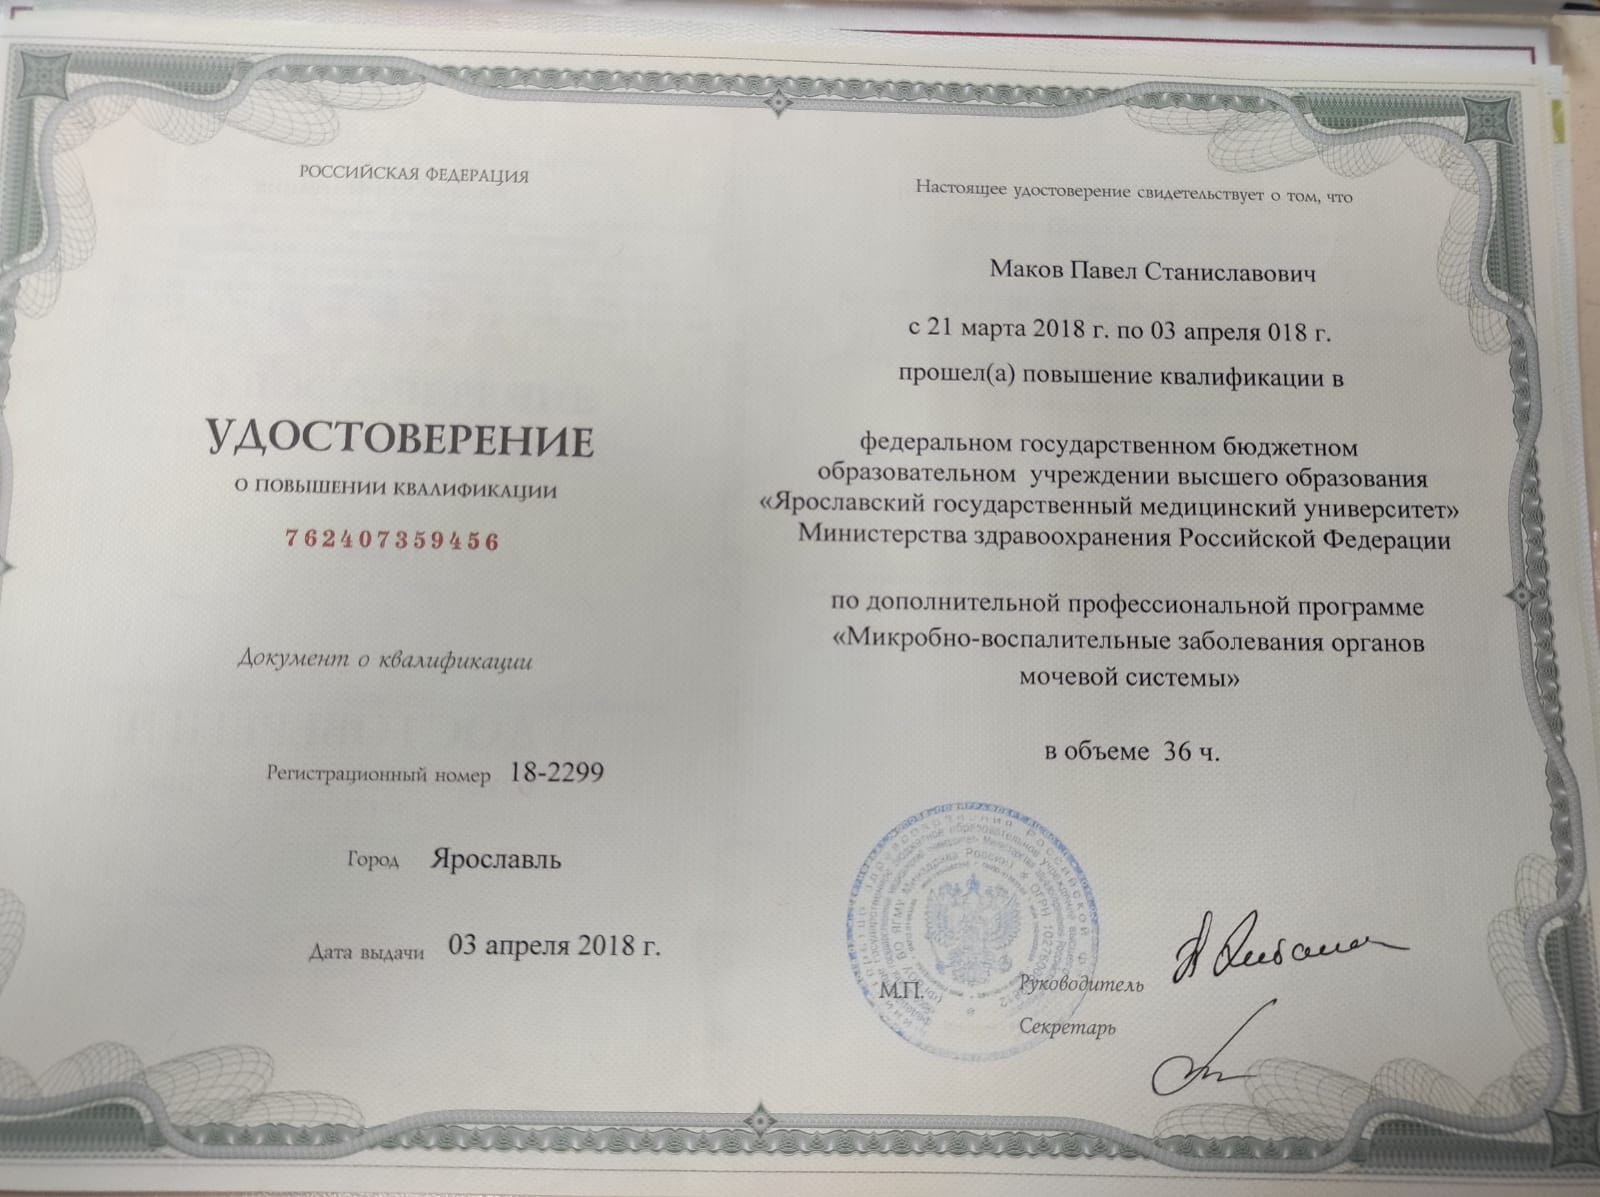 РОССИЙСКАЯ ФЕДЕРАЦИЯ
УДОСТОВЕРЕНИЕ
О ПОВЫШЕНИИ КВАЛИФИКАЦИИ
762407359456
Документ о квалификации
Регистрационный номер 18-2299
Город Ярославль
Дата выдачи 03 апреля 2018 г.
Настоящее удостоверение свидетельствует о том, что
Маков Павел Станиславович
с 21 марта 2018 г. по 03 апреля 018 г.
прошел(а) повышение квалификации в
федеральном государственном бюджетном
образовательном учреждении высшего образования
«Ярославский государственный медицинский университет»
Министерства здравоохранения Российской Федерации
по дополнительной профессиональной программе
«Микробно-воспалительные заболевания органов
мочевой системы»
в объеме 36 ч.
М.П.
Руководитель
Секретарь